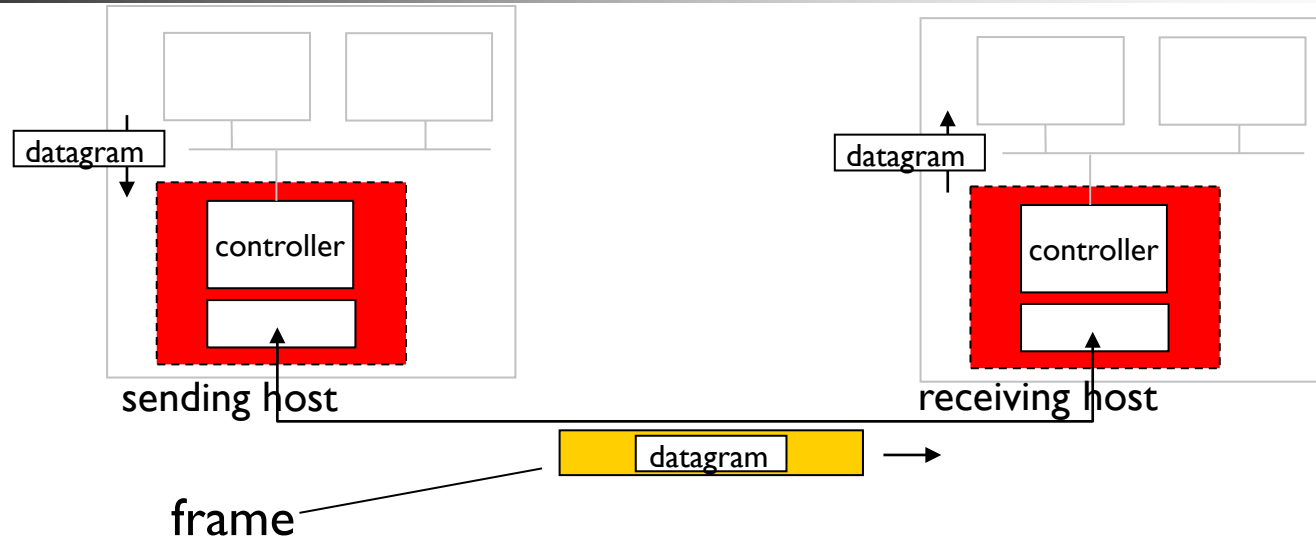 datagram
controller
sending host
datagram
controller
receiving host
datagram
frame